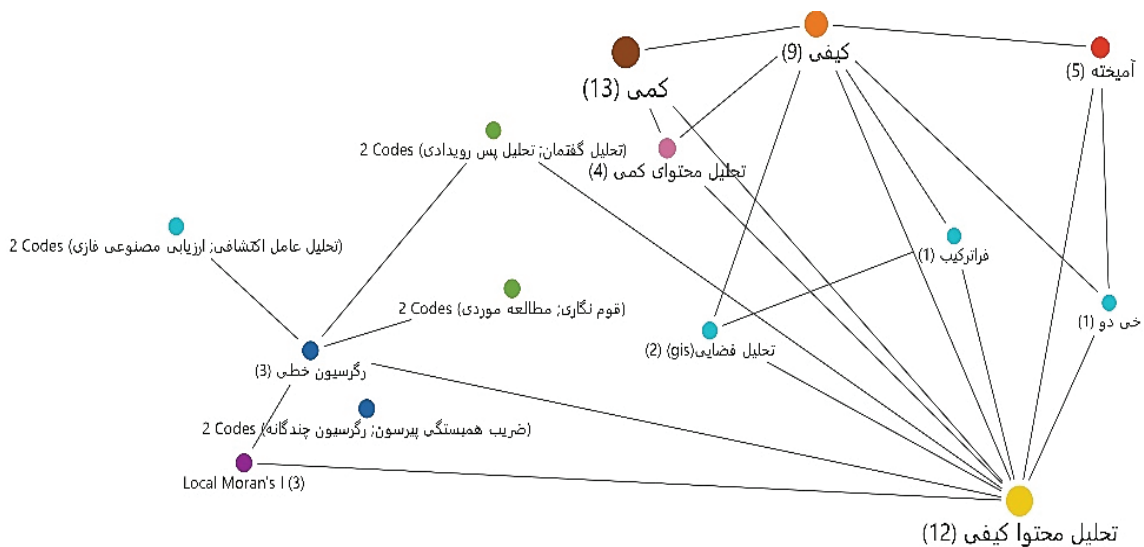 کیفی (9)
آمیخته (5)
کمی (13)
2 Codes (تحلیل گفتمان; تحلیل پس رویدادی)
تحلیل محتوای کمی (4)
2 Codes (تحلیل عامل اکتشافی; ارزیابی مصنوعی فازی)
فراترکیب (1)
2 Codes (قوم نگاری; مطالعه موردی)
خی دو (1)
تحلیل فضایی(gis) (2)
رگرسیون خطی (3)
2 Codes (ضریب همبستگی پیرسون; رگرسیون چندگانه)
Local Moran's I (3)
تحلیل محتوا کیفی (12)